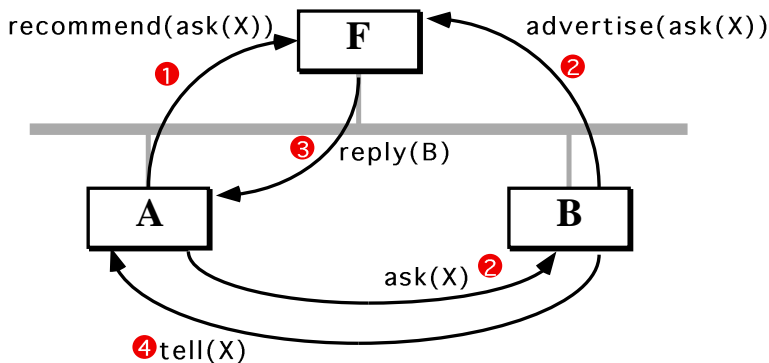 recommend(ask(X))
F
advertise(ask(X))
1
2
3 reply(B)
A
B
ask(X) 2
4 tell(X)